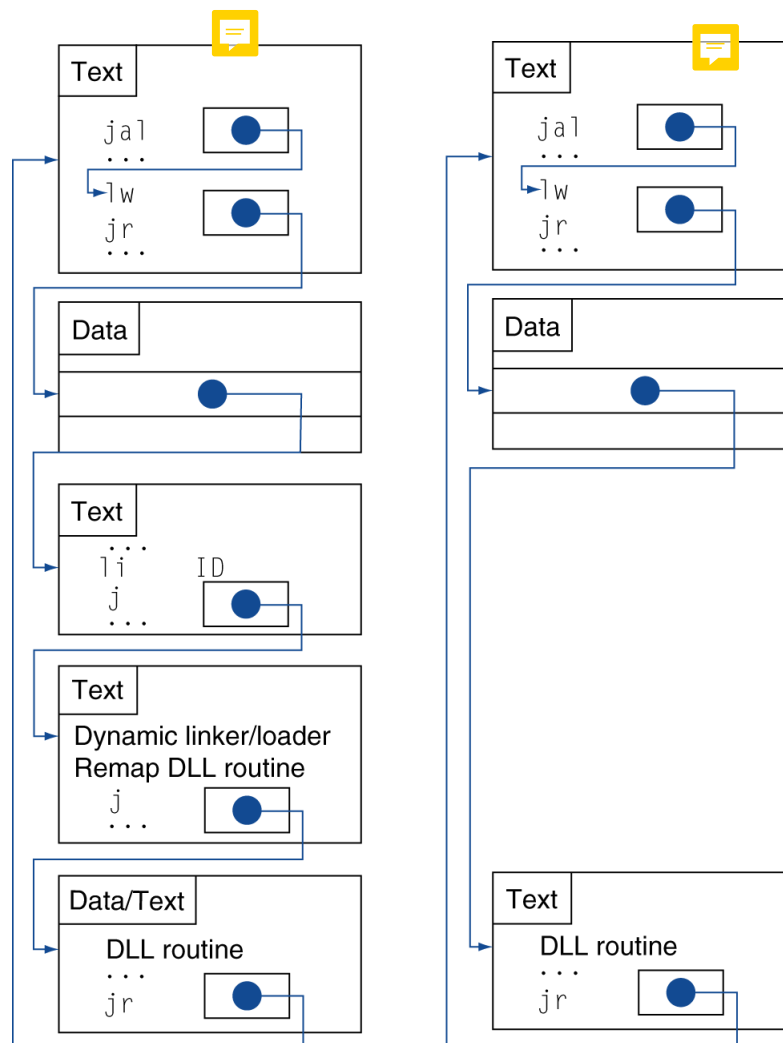 Text
jal
...
lw
jr
...
Data
Text
...
li ID
j
...
Text
Dynamic linker/loader
Remap DLL routine
j
...
Data/Text
DLL routine
...
jr
Text
jal
...
lw
jr
...
Data
Text
DLL routine
...
jr